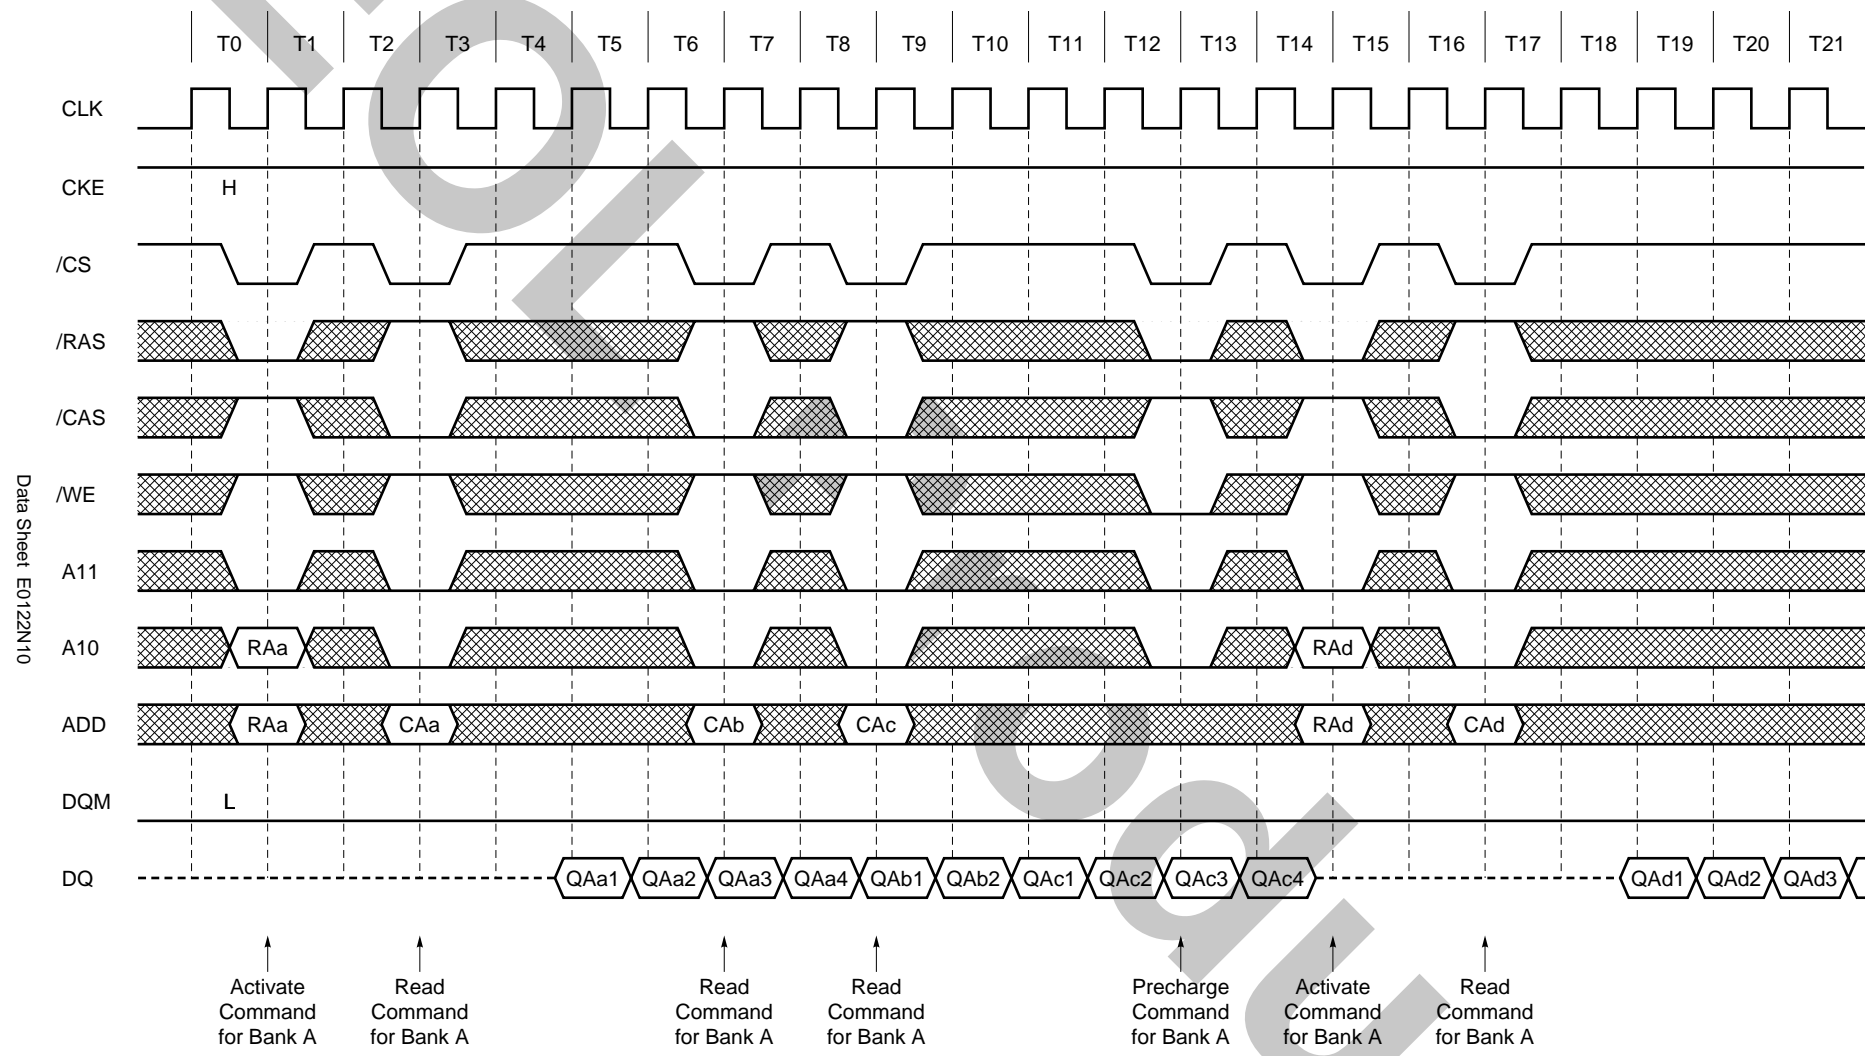 T0 T1 T2 T3 T4 T5 T6 T7 T8 T9 T10 T11 T12 T13 T14 T15 T16 T17 T18 T19 T20 T21
CLK
CKE H
/CS
/RAS
/CAS
/WE
A11
A10 RAa RAd
ADD RAa CAa CAb CAc RAd CAd
DQM L
DQ QAa1 QAa2 QAa3 QAa4 QAb1 QAb2 QAc1 QAc2 QAc3 QAc4 QAd1 QAd2 QAd3
Activate
Command
for Bank A
Read
Command
for Bank A
Read
Command
for Bank A
Read
Command
for Bank A
Precharge
Command
for Bank A
Activate
Command
for Bank A
Read
Command
for Bank A
Data Sheet E0122N10